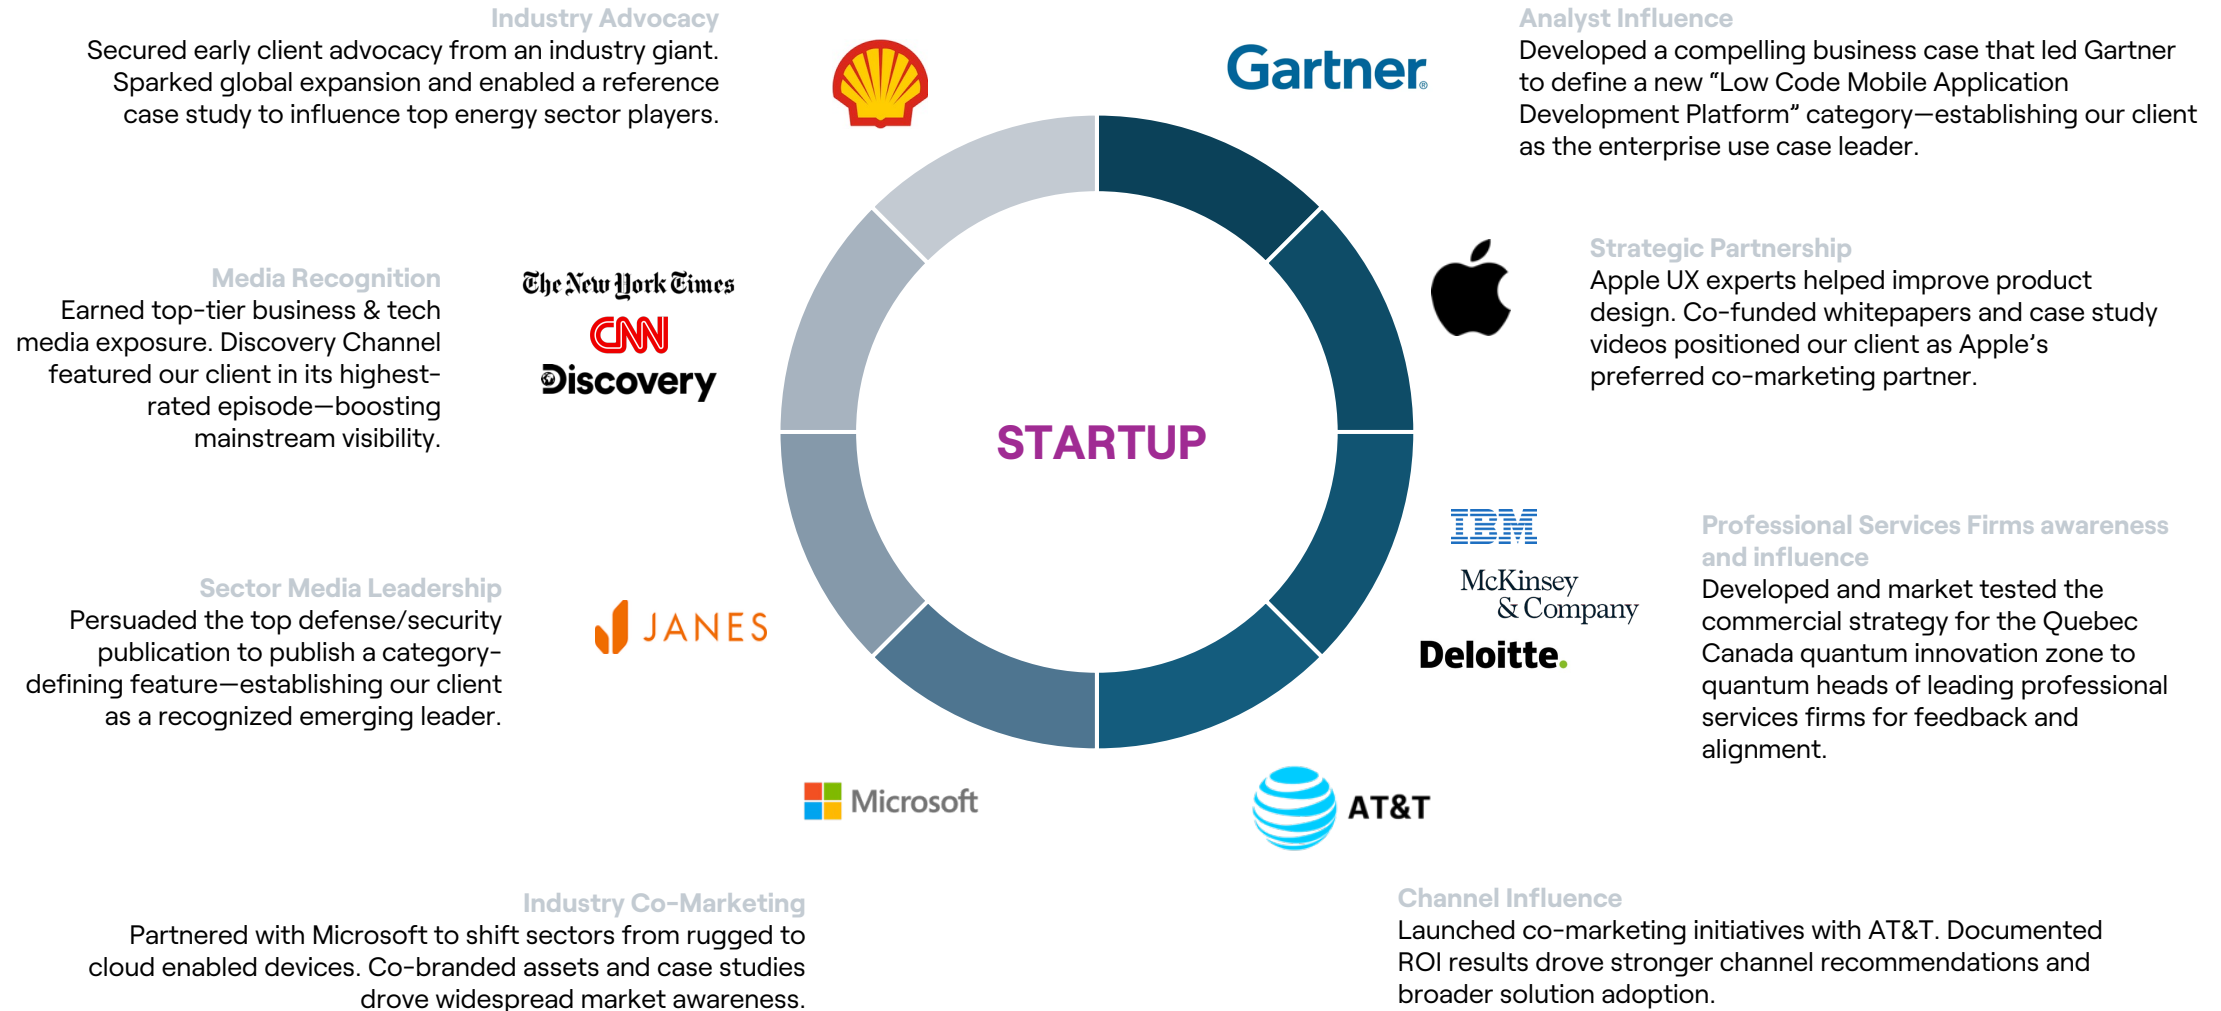 Industry Advocacy
Secured early client advocacy from an industry giant.
Sparked global expansion and enabled a reference
case study to influence top energy sector players.
Gartner®
Analyst Influence
Developed a compelling business case that led Gartner
to define a new “Low Code Mobile Application
Development Platform” category—establishing our client
as the enterprise use case leader.
Media Recognition
Earned top-tier business & tech
media exposure. Discovery Channel
featured our client in its highest-
rated episode—boosting
mainstream visibility.
The New York Times
CNN
Discovery
Strategic Partnership
Apple UX experts helped improve product
design. Co-funded whitepapers and case study
videos positioned our client as Apple’s
preferred co-marketing partner.
STARTUP
Sector Media Leadership
Persuaded the top defense/security
publication to publish a category-
defining feature—establishing our client
as a recognized emerging leader.
JANES
IBM
McKinsey
& Company
Deloitte.
Professional Services Firms awareness
and influence
Developed and market tested the
commercial strategy for the Quebec
Canada quantum innovation zone to
quantum heads of leading professional
services firms for feedback and
alignment.
Microsoft
AT&T
Industry Co-Marketing
Partnered with Microsoft to shift sectors from rugged to
cloud enabled devices. Co-branded assets and case studies
drove widespread market awareness.
Channel Influence
Launched co-marketing initiatives with AT&T. Documented
ROI results drove stronger channel recommendations and
broader solution adoption.